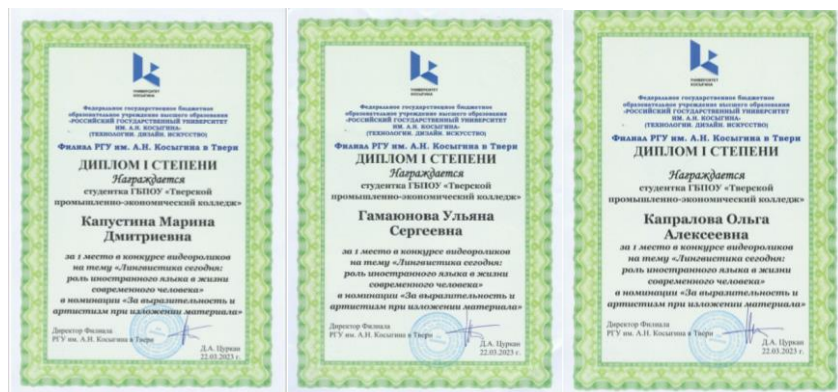 УНИВЕРСИТЕТ
КОСЫГИНА
Федеральное государственное бюджетное
образовательное учреждение высшего образования
«РОССИЙСКИЙ ГОСУДАРСТВЕННЫЙ УНИВЕРСИТЕТ
ИМ. А.Н. КОСЫГИНА»
(ТЕХНОЛОГИИ. ДИЗАЙН. ИСКУССТВО)
Филиал РГУ им. А.Н. Косыгина в Твери
ДИПЛОМ I СТЕПЕНИ
Награждается
студентка ГБПОУ «Тверской
промышленно-экономический колледж»
Капустина Марина
Дмитриевна
за 1 место в конкурсе видеороликов
на тему «Лингвистика сегодня:
роль иностранного языка в жизни
современного человека»
в номинации «За выразительность и
артистизм при изложении материала»
Директор Филиала
РГУ им. А.Н. Косыгина в Твери
Д.А. Цуркан
22.03.2023 г.
УНИВЕРСИТЕТ
КОСЫГИНА
Федеральное государственное бюджетное
образовательное учреждение высшего образования
«РОССИЙСКИЙ ГОСУДАРСТВЕННЫЙ УНИВЕРСИТЕТ
ИМ. А.Н. КОСЫГИНА»
(ТЕХНОЛОГИИ. ДИЗАЙН. ИСКУССТВО)
Филиал РГУ им. А.Н. Косыгина в Твери
ДИПЛОМ I СТЕПЕНИ
Награждается
студентка ГБПОУ «Тверской
промышленно-экономический колледж»
Гамаюнова Ульяна
Сергеевна
за 1 место в конкурсе видеороликов
на тему «Лингвистика сегодня:
роль иностранного языка в жизни
современного человека»
в номинации «За выразительность и
артистизм при изложении материала»
Директор Филиала
РГУ им. А.Н. Косыгина в Твери
Д.А. Цуркан
22.03.2023 г.
УНИВЕРСИТЕТ
КОСЫГИНА
Федеральное государственное бюджетное
образовательное учреждение высшего образования
«РОССИЙСКИЙ ГОСУДАРСТВЕННЫЙ УНИВЕРСИТЕТ
ИМ. А.Н. КОСЫГИНА»
(ТЕХНОЛОГИИ. ДИЗАЙН. ИСКУССТВО)
Филиал РГУ им. А.Н. Косыгина в Твери
ДИПЛОМ I СТЕПЕНИ
Награждается
студентка ГБПОУ «Тверской
промышленно-экономический колледж»
Капралова Ольга
Алексеевна
за 1 место в конкурсе видеороликов
на тему «Лингвистика сегодня:
роль иностранного языка в жизни
современного человека»
в номинации «За выразительность и
артистизм при изложении материала»
Директор Филиала
РГУ им. А.Н. Косыгина в Твери
Д.А. Цуркан
22.03.2023 г.